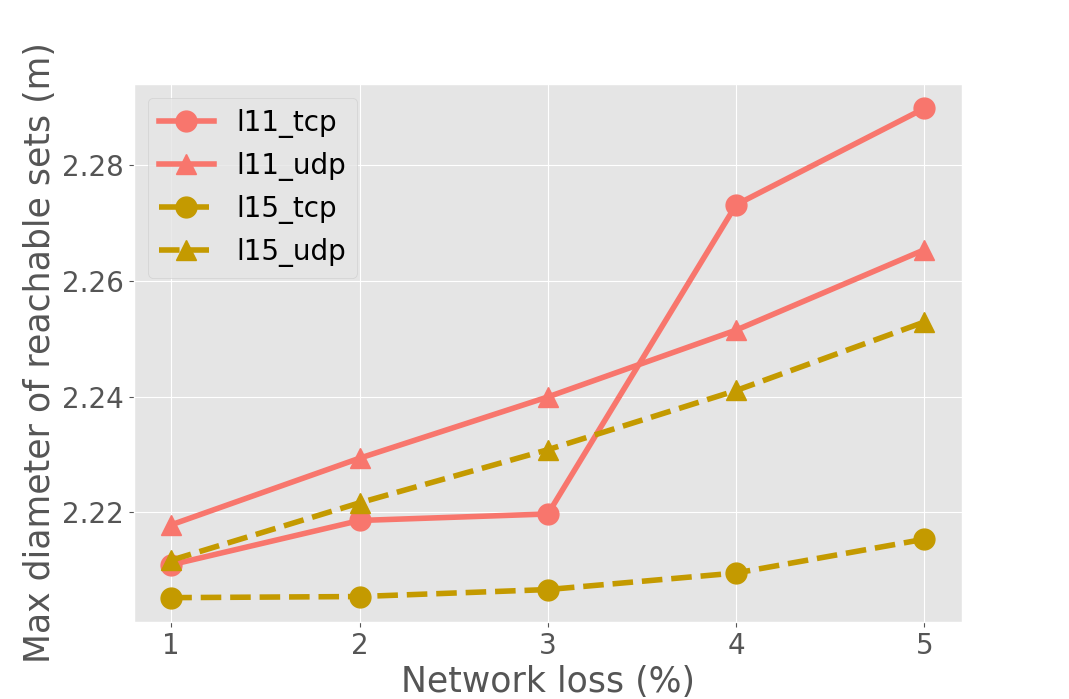 Max diameter of reachable sets (m)
2.28
2.26
2.24
2.22
l11_tcp
l11_udp
l15_tcp
l15_udp
1 2 3 4 5
Network loss (%)